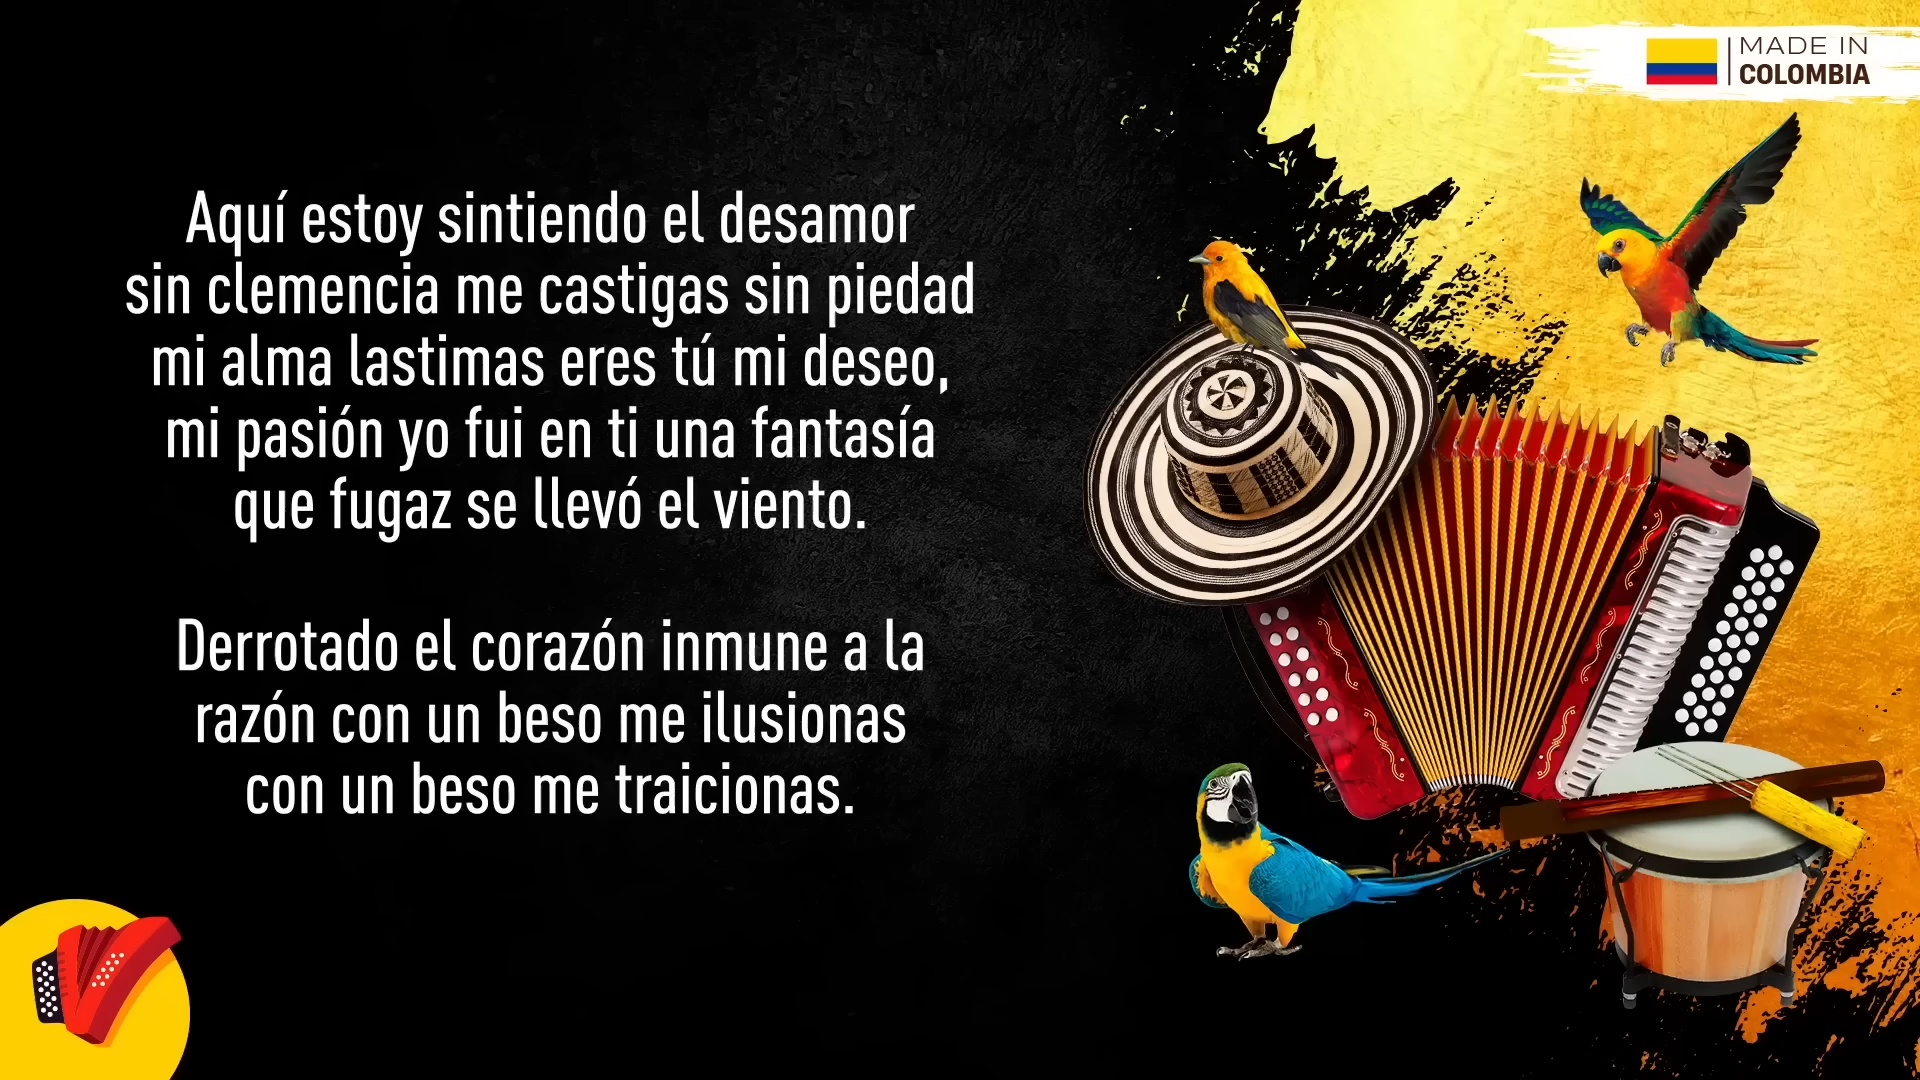 MADE IN
COLOMBIA
Aquí estoy sintiendo el desamor
sin clemencia me castigas sin piedad
mi alma lastimas eres tú mi deseo,
mi pasión yo fui en ti una fantasía
que fugaz se llevó el viento.
Derrotado el corazón inmune a la
razón con un beso me ilusionas
con un beso me traicionas.